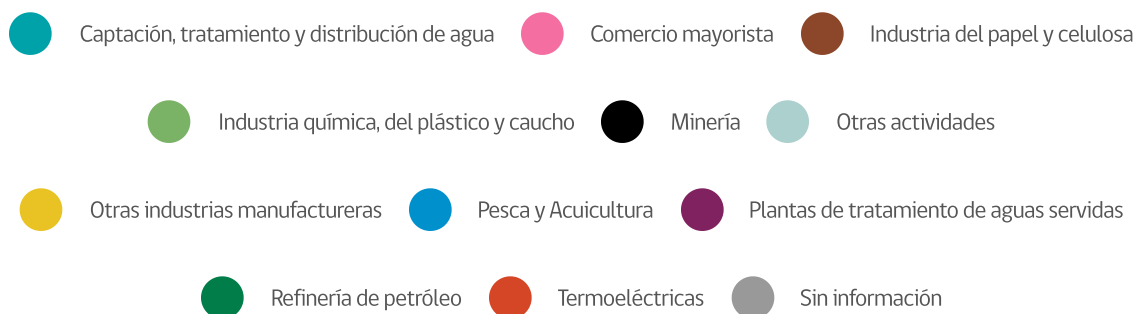 Captación, tratamiento y distribución de agua Comercio mayorista Industria del papel y celulosa
Industria química, del plástico y caucho Minería Otras actividades
Otras industrias manufactureras Pesca y Acuicultura Plantas de tratamiento de aguas servidas
Refinería de petróleo Termoeléctricas Sin información